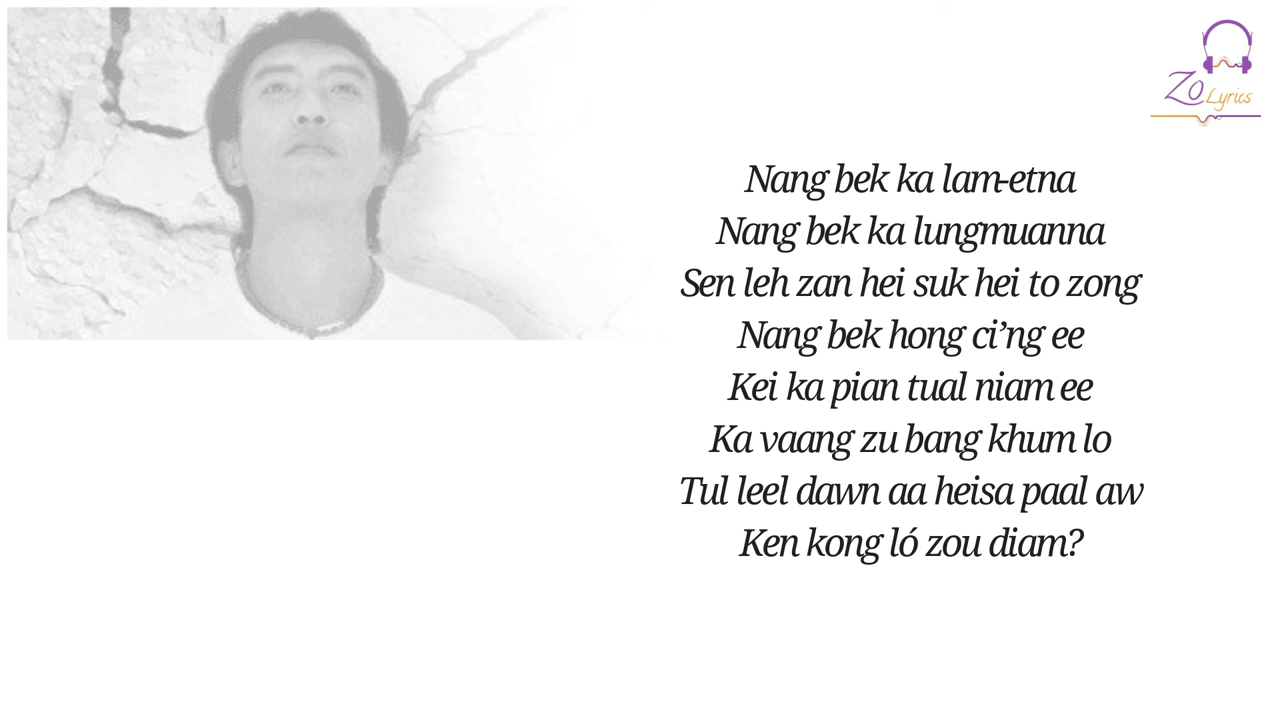 Zo Lyrics
Nang bek ka lam-etna
Nang bek ka lungmuanna
Sen leh zan hei suk hei to zong
Nang bek hong ci’ng ee
Kei ka pian tual niam ee
Ka vaang zu bang khum lo
Tul leel dawn aa heisa paal aw
Ken kong ló zou diam?